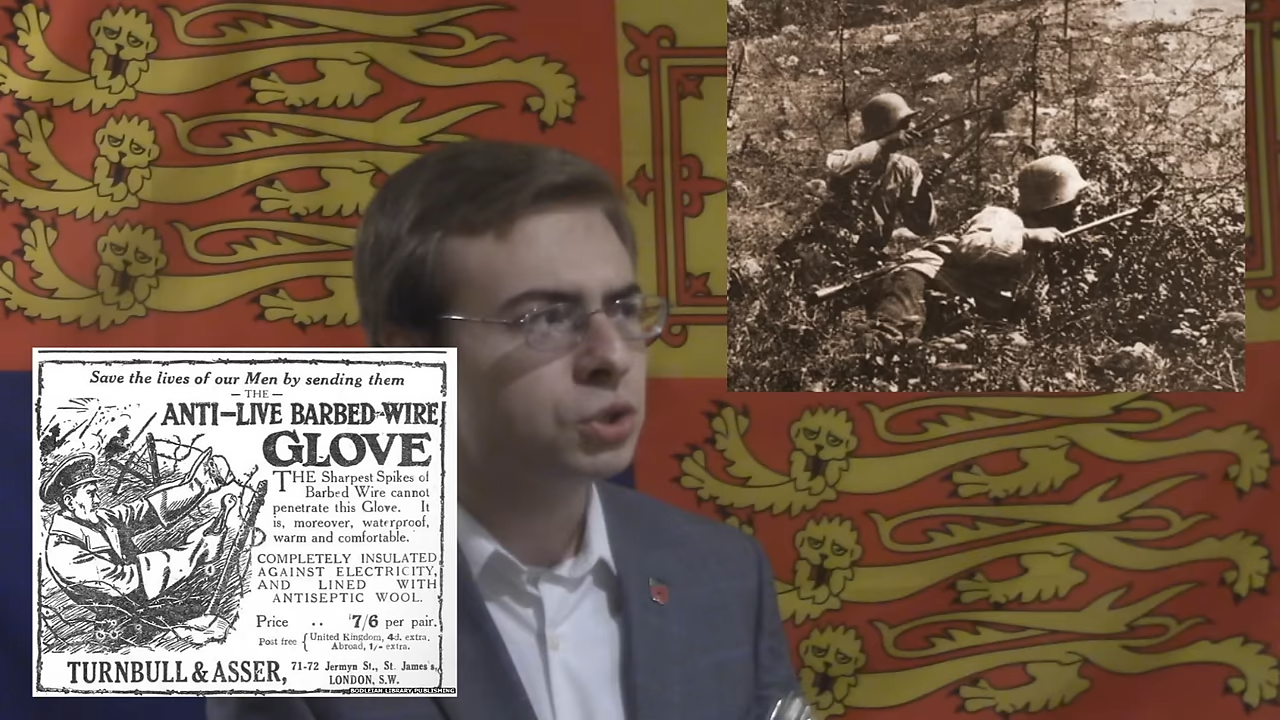 Save the lives of our Men by sending them
— THE —
ANTI-LIVE BARBED-WIRE
GLOVE
THE Sharpest Spikes of
Barbed Wire cannot
penetrate this Glove. It
is, moreover, waterproof,
warm and comfortable.
COMPLETELY INSULATED
AGAINST ELECTRICITY,
AND LINED WITH
ANTISEPTIC WOOL.
Price .. 7/6 per pair.
Post free { United Kingdom, 4d. extra.
Abroad, 1/- extra.
TURNBULL & ASSER, 71-72 Jermyn St., St. James's,
LONDON, S.W.
BODLEIAN LIBRARY PUBLISHING